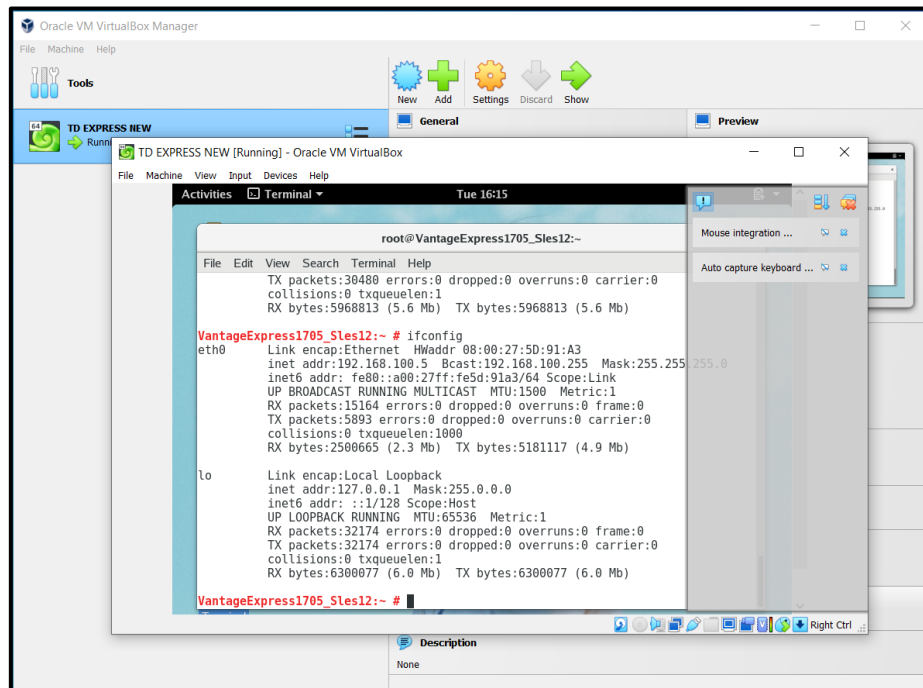 Oracle VM VirtualBox Manager
File Machine Help
Tools
New Add Settings Discard Show
64 TD EXPRESS NEW
General
Preview
TD EXPRESS NEW [Running] - Oracle VM VirtualBox
File Machine View Input Devices Help
Activities Terminal Tue 16:15
root@VantageExpress1705_Sles12:~
File Edit View Search Terminal Help
TX packets:30480 errors:0 dropped:0 overruns:0 carrier:0
collisions:0 txqueuelen:1
RX bytes:5968813 (5.6 Mb) TX bytes:5968813 (5.6 Mb)
VantageExpress1705_Sles12:~ # ifconfig
eth0 Link encap:Ethernet HWaddr 08:00:27:5D:91:A3
inet addr:192.168.100.5 Bcast:192.168.100.255 Mask:255.255.255.0
inet6 addr: fe80::a00:27ff:fe5d:91a3/64 Scope:Link
UP BROADCAST RUNNING MULTICAST MTU:1500 Metric:1
RX packets:15164 errors:0 dropped:0 overruns:0 frame:0
TX packets:5893 errors:0 dropped:0 overruns:0 carrier:0
collisions:0 txqueuelen:1000
RX bytes:2500665 (2.3 Mb) TX bytes:5181117 (4.9 Mb)
lo Link encap:Local Loopback
inet addr:127.0.0.1 Mask:255.0.0.0
inet6 addr: ::1/128 Scope:Host
UP LOOPBACK RUNNING MTU:65536 Metric:1
RX packets:32174 errors:0 dropped:0 overruns:0 frame:0
TX packets:32174 errors:0 dropped:0 overruns:0 carrier:0
collisions:0 txqueuelen:1
RX bytes:6300077 (6.0 Mb) TX bytes:6300077 (6.0 Mb)
VantageExpress1705_Sles12:~ #
Mouse integration ...
Auto capture keyboard ...
Right Ctrl
Description
None